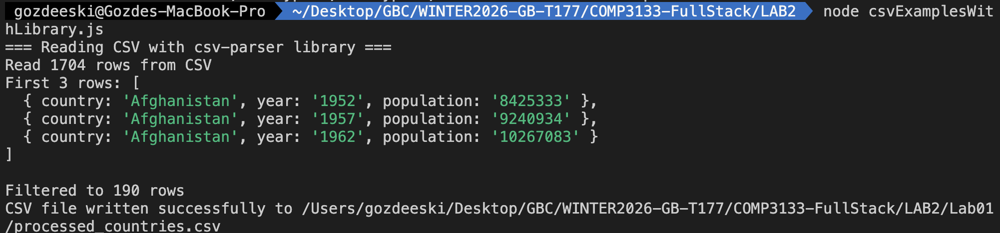 gozdeeski@Gozdes-MacBook-Pro ~/Desktop/GBC/WINTER2026-GB-T177/COMP3133-FullStack/LAB2 node csvExamplesWit
hLibrary.js
=== Reading CSV with csv-parser library ===
Read 1704 rows from CSV
First 3 rows: [
  { country: 'Afghanistan', year: '1952', population: '8425333' },
  { country: 'Afghanistan', year: '1957', population: '9240934' },
  { country: 'Afghanistan', year: '1962', population: '10267083' }
]

Filtered to 190 rows
CSV file written successfully to /Users/gozdeeski/Desktop/GBC/WINTER2026-GB-T177/COMP3133-FullStack/LAB2/Lab01
/processed_countries.csv